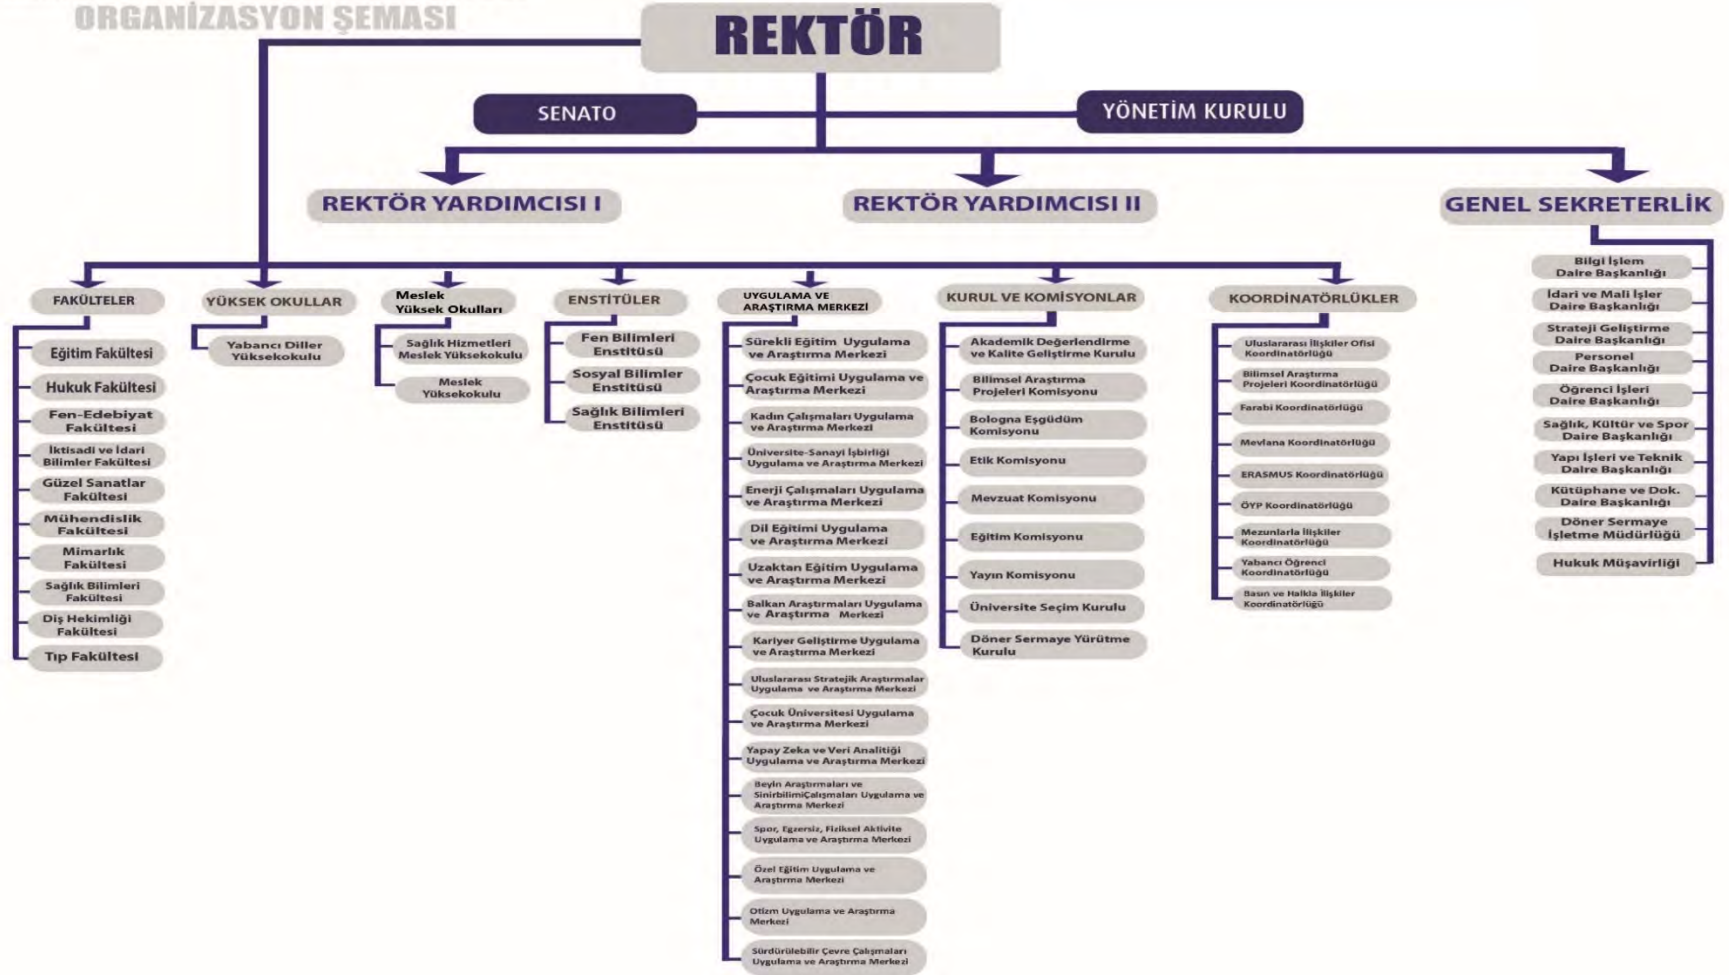 ORGANİZASYON ŞEMASI
REKTÖR
SENATO
YÖNETİM KURULU
REKTÖR YARDIMCISI I
REKTÖR YARDIMCISI II
GENEL SEKRETERLİK
FAKÜLTELER
Eğitim Fakültesi
Hukuk Fakültesi
Fen-Edebiyat
Fakültesi
İktisadi ve İdari
Bilimler Fakültesi
Güzel Sanatlar
Fakültesi
Mühendislik
Fakültesi
Mimarlık
Fakültesi
Sağlık Bilimleri
Fakültesi
Diş Hekimliği
Fakültesi
Tıp Fakültesi
YÜKSEK OKULLAR
Yabancı Diller
Yüksekokulu
Meslek
Yüksek Okulları
Sağlık Hizmetleri
Meslek Yüksekokulu
Meslek
Yüksekokulu
ENSTİTÜLER
Fen Bilimleri
Enstitüsü
Sosyal Bilimler
Enstitüsü
Sağlık Bilimleri
Enstitüsü
UYGULAMA VE
ARAŞTIRMA MERKEZİ
Sürekli Eğitim Uygulama
ve Araştırma Merkezi
Çocuk Eğitimi Uygulama ve
Araştırma Merkezi
Kadın Çalışmaları Uygulama
ve Araştırma Merkezi
Üniversite-Sanayi İşbirliği
Uygulama ve Araştırma Merkezi
Enerji Çalışmaları Uygulama
ve Araştırma Merkezi
Dil Eğitimi Uygulama
ve Araştırma Merkezi
Uzaktan Eğitim Uygulama
ve Araştırma Merkezi
Balkan Araştırmaları Uygulama
ve Araştırma Merkezi
Kariyer Geliştirme Uygulama
ve Araştırma Merkezi
Uluslararası Stratejik Araştırmalar
Uygulama ve Araştırma Merkezi
Çocuk Üniversitesi Uygulama
ve Araştırma Merkezi
Yapay Zeka ve Veri Analitiği
Uygulama ve Araştırma Merkezi
Beyin Araştırmaları ve
SinirbilimiÇalışmaları Uygulama ve
Araştırma Merkezi
Spor, Egzersiz, Fiziksel Aktivite
Uygulama ve Araştırma Merkezi
Özel Eğitim Uygulama ve
Araştırma Merkezi
Otizm Uygulama ve Araştırma
Merkezi
Sürdürülebilir Çevre Çalışmaları
Uygulama ve Araştırma Merkezi
KURUL VE KOMİSYONLAR
Akademik Değerlendirme
ve Kalite Geliştirme Kurulu
Bilimsel Araştırma
Projeleri Komisyonu
Bologna Eşgüdüm
Komisyonu
Etik Komisyonu
Mevzuat Komisyonu
Eğitim Komisyonu
Yayın Komisyonu
Üniversite Seçim Kurulu
Döner Sermaye Yürütme
Kurulu
KOORDİNATÖRLÜKLER
Uluslararası İlişkiler Ofisi
Koordinatörlüğü
Bilimsel Araştırma
Projeleri Koordinatörlüğü
Farabi Koordinatörlüğü
Mevlana Koordinatörlüğü
ERASMUS Koordinatörlüğü
ÖYP Koordinatörlüğü
Mezunlarla İlişkiler
Koordinatörlüğü
Yabancı Öğrenci
Koordinatörlüğü
Basın ve Halkla İlişkiler
Koordinatörlüğü
Bilgi İşlem
Daire Başkanlığı
İdari ve Mali İşler
Daire Başkanlığı
Strateji Geliştirme
Daire Başkanlığı
Personel
Daire Başkanlığı
Öğrenci İşleri
Daire Başkanlığı
Sağlık, Kültür ve Spor
Daire Başkanlığı
Yapı İşleri ve Teknik
Daire Başkanlığı
Kütüphane ve Dok.
Daire Başkanlığı
Döner Sermaye
İşletme Müdürlüğü
Hukuk Müşavirliği